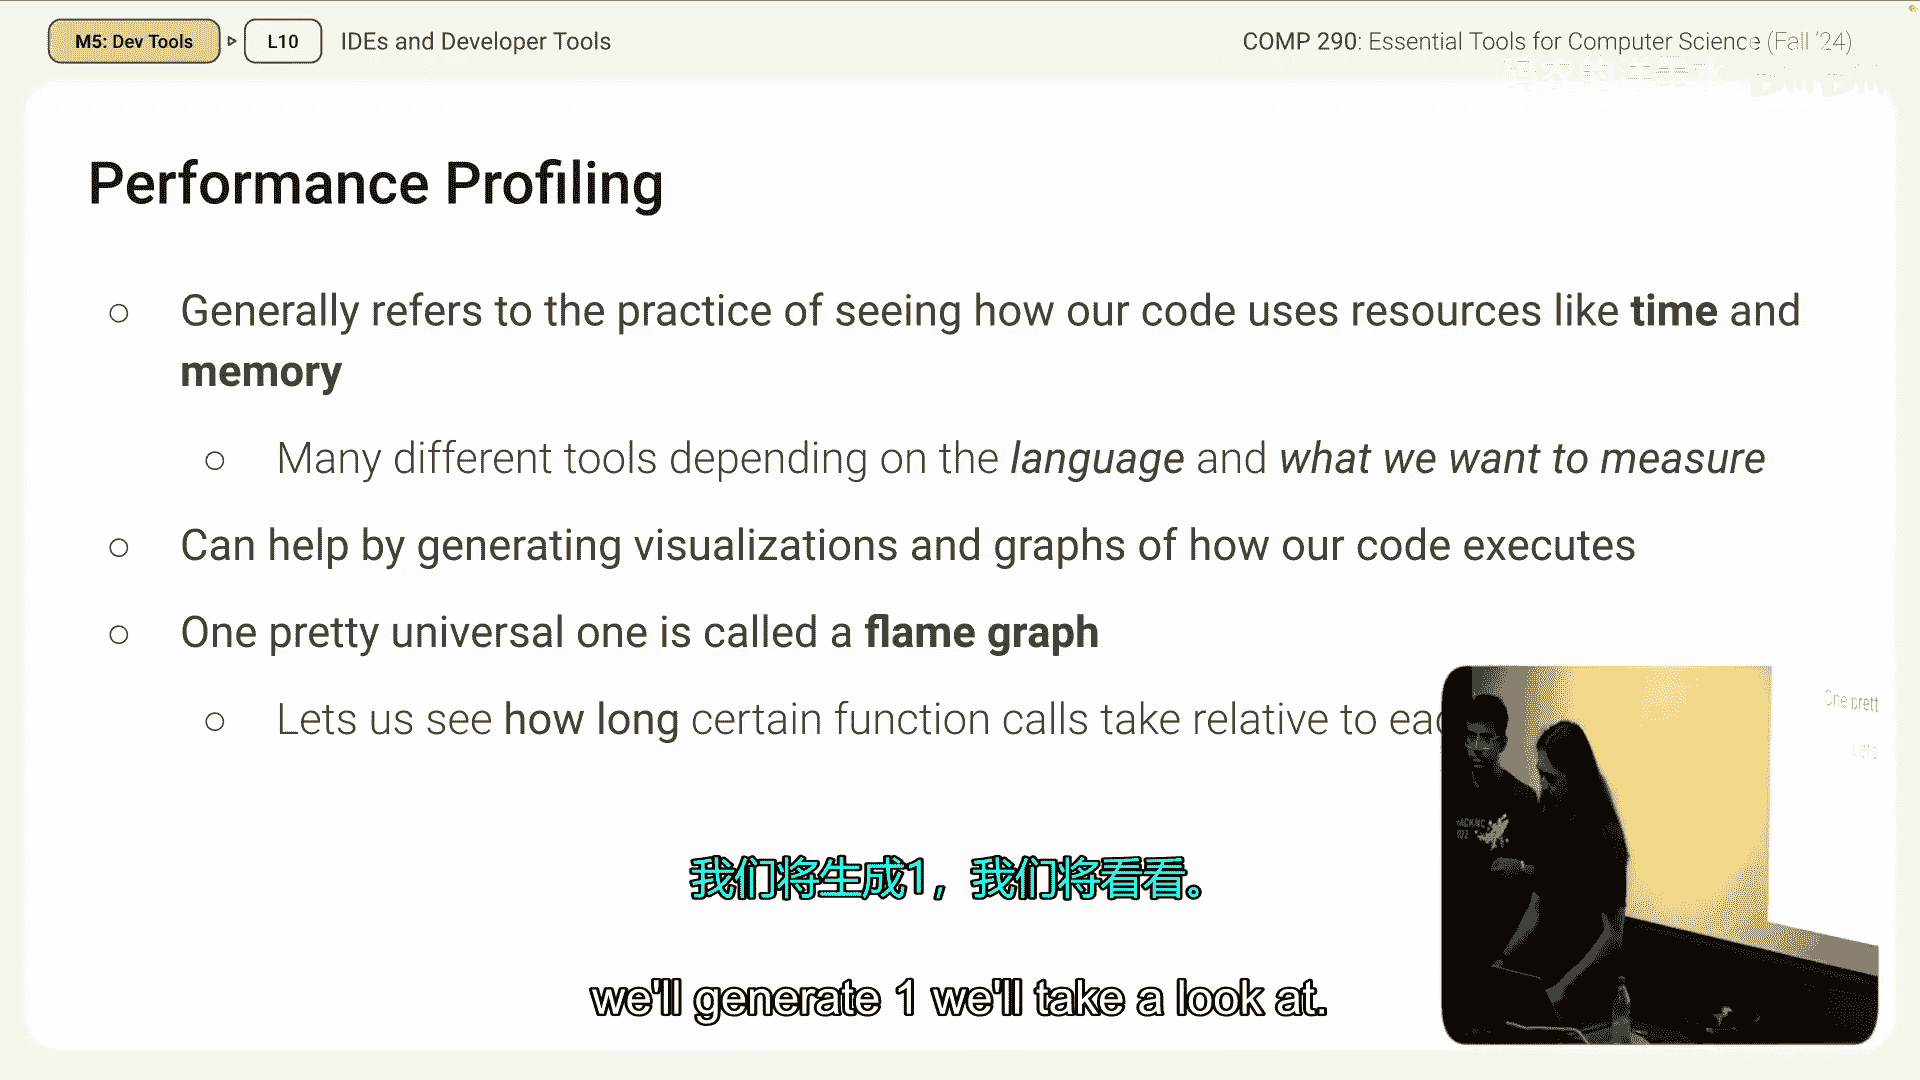 M5: Dev Tools
L10
IDEs and Developer Tools
COMP 290: Essential Tools for Computer Science (Fall '24)
Performance Profiling
Generally refers to the practice of seeing how our code uses resources like time and
memory
Many different tools depending on the language and what we want to measure
Can help by generating visualizations and graphs of how our code executes
One pretty universal one is called a flame graph
Lets us see how long certain function calls take relative to eac
One prett
Lets
我们将生成1，我们将看看。
we'll generate 1 we'll take a look at.